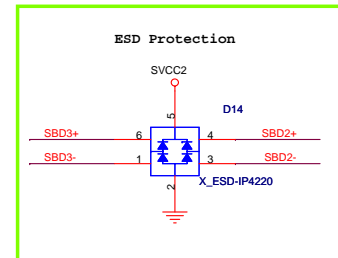 ESD Protection
SVCC2
D14
5
SBD3+ 6 4 SBD2+
SBD3- 1 3 SBD2-
2
X_ESD-IP4220